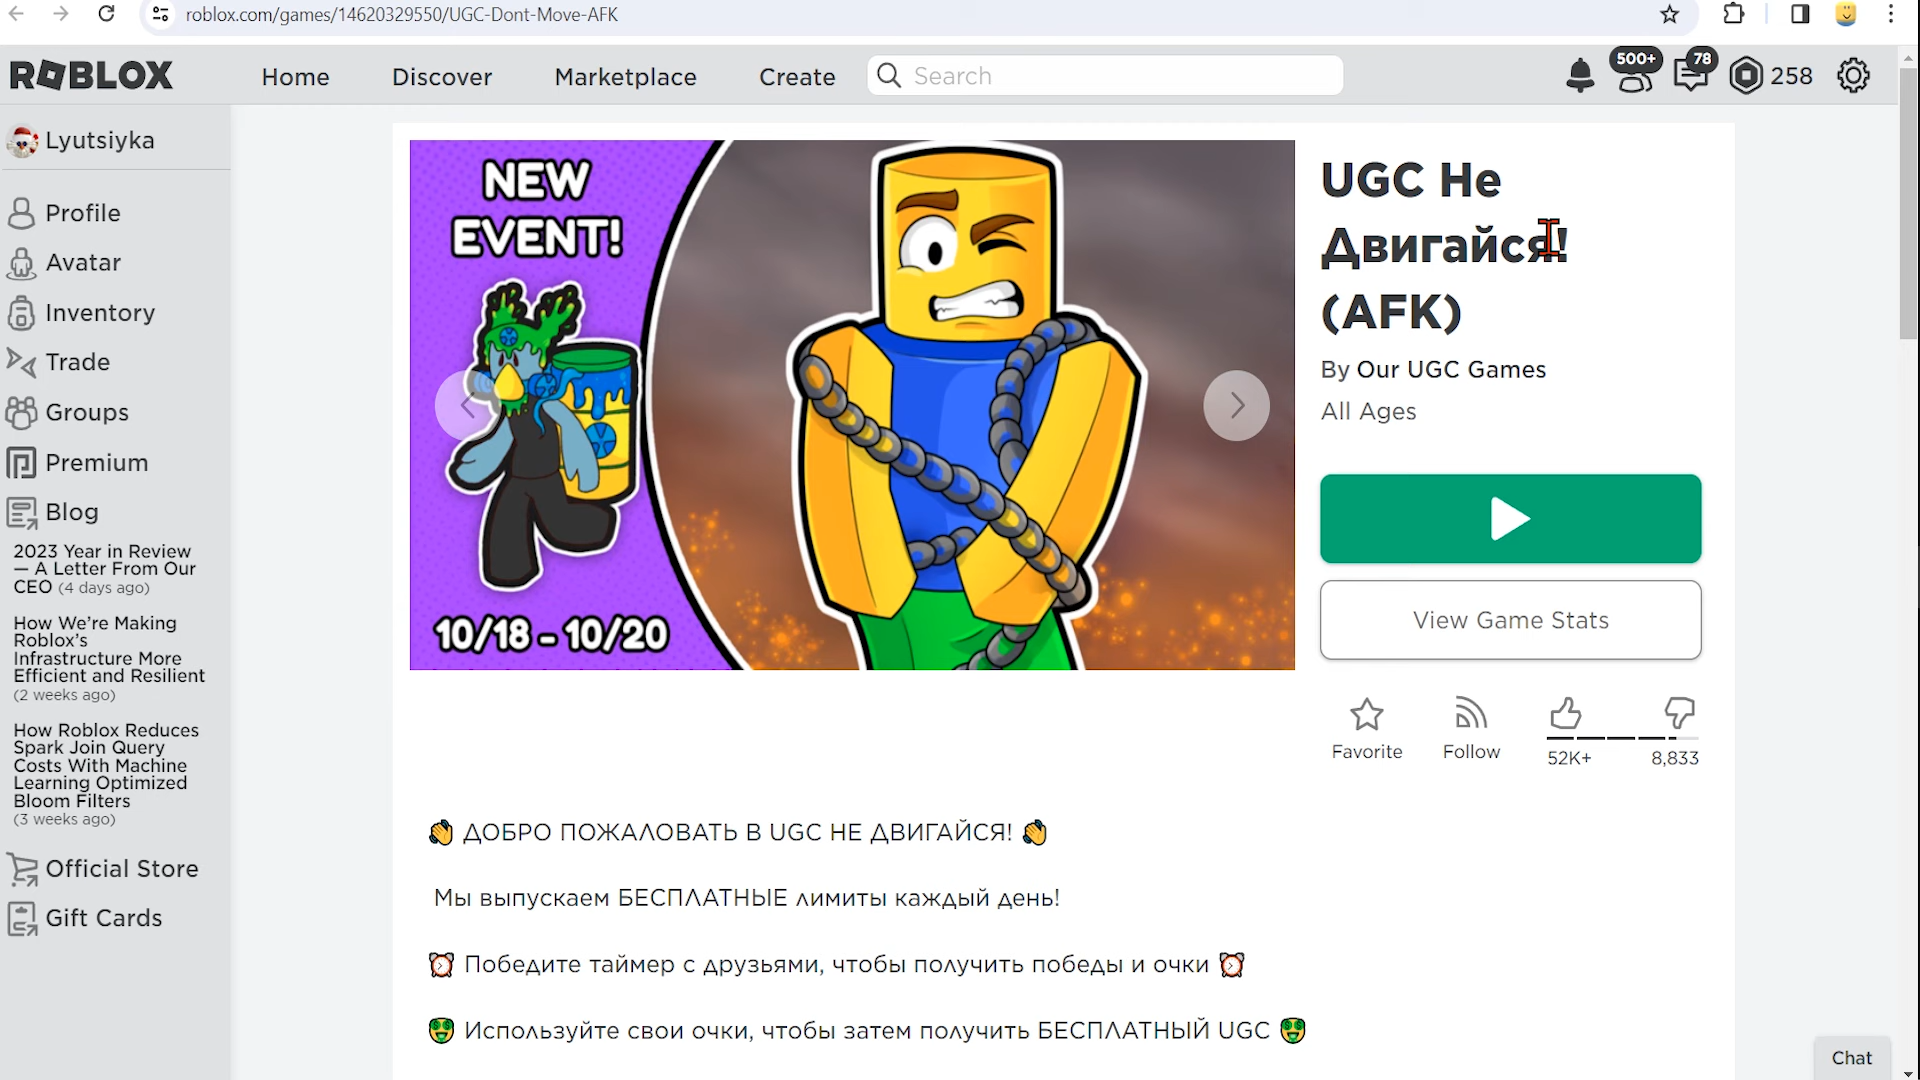 roblox.com/games/14620329550/UGC-Dont-Move-AFK
ROBLOX
Home
Discover
Marketplace
Create
Search
500+
78
258
Lyutsiyka
Profile
Avatar
Inventory
Trade
Groups
Premium
Blog
2023 Year in Review
— A Letter From Our
CEO (4 days ago)
How We're Making
Roblox's
Infrastructure More
Efficient and Resilient
(2 weeks ago)
How Roblox Reduces
Spark Join Query
Costs With Machine
Learning Optimized
Bloom Filters
(3 weeks ago)
Official Store
Gift Cards
NEW
EVENT!
10/18 - 10/20
UGC Не
Двигайся!
(AFK)
By Our UGC Games
All Ages
View Game Stats
Favorite
Follow
52K+
8,833
👋 ДОБРО ПОЖАЛОВАТЬ В UGC НЕ ДВИГАЙСЯ! 👋
Мы выпускаем БЕСПЛАТНЫЕ лимиты каждый день!
⏰ Победите таймер с друзьями, чтобы получить победы и очки ⏰
🤑 Используйте свои очки, чтобы затем получить БЕСПЛАТНЫЙ UGC 🤑
Chat